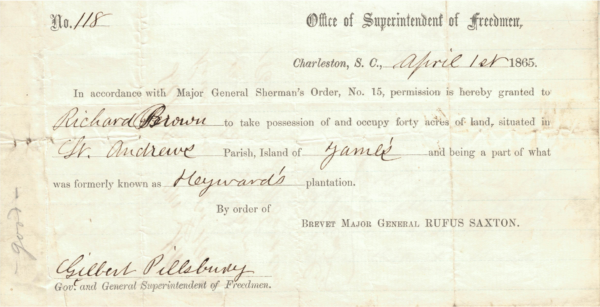 No. 118 Office of Superintendent of Freedmen,
Charleston, S. C., April 1st 1865.
In accordance with Major General Sherman's Order, No. 15, permission is hereby granted to
Richard Brown to take possession of and occupy forty acres of land, situated in
St. Andrews Parish, Island of James and being a part of what
was formerly known as Heyward's plantation.
By order of
Brevet Major General RUFUS SAXTON.
Gilbert Pillsbury
Gov't and General Superintendent of Freedmen.